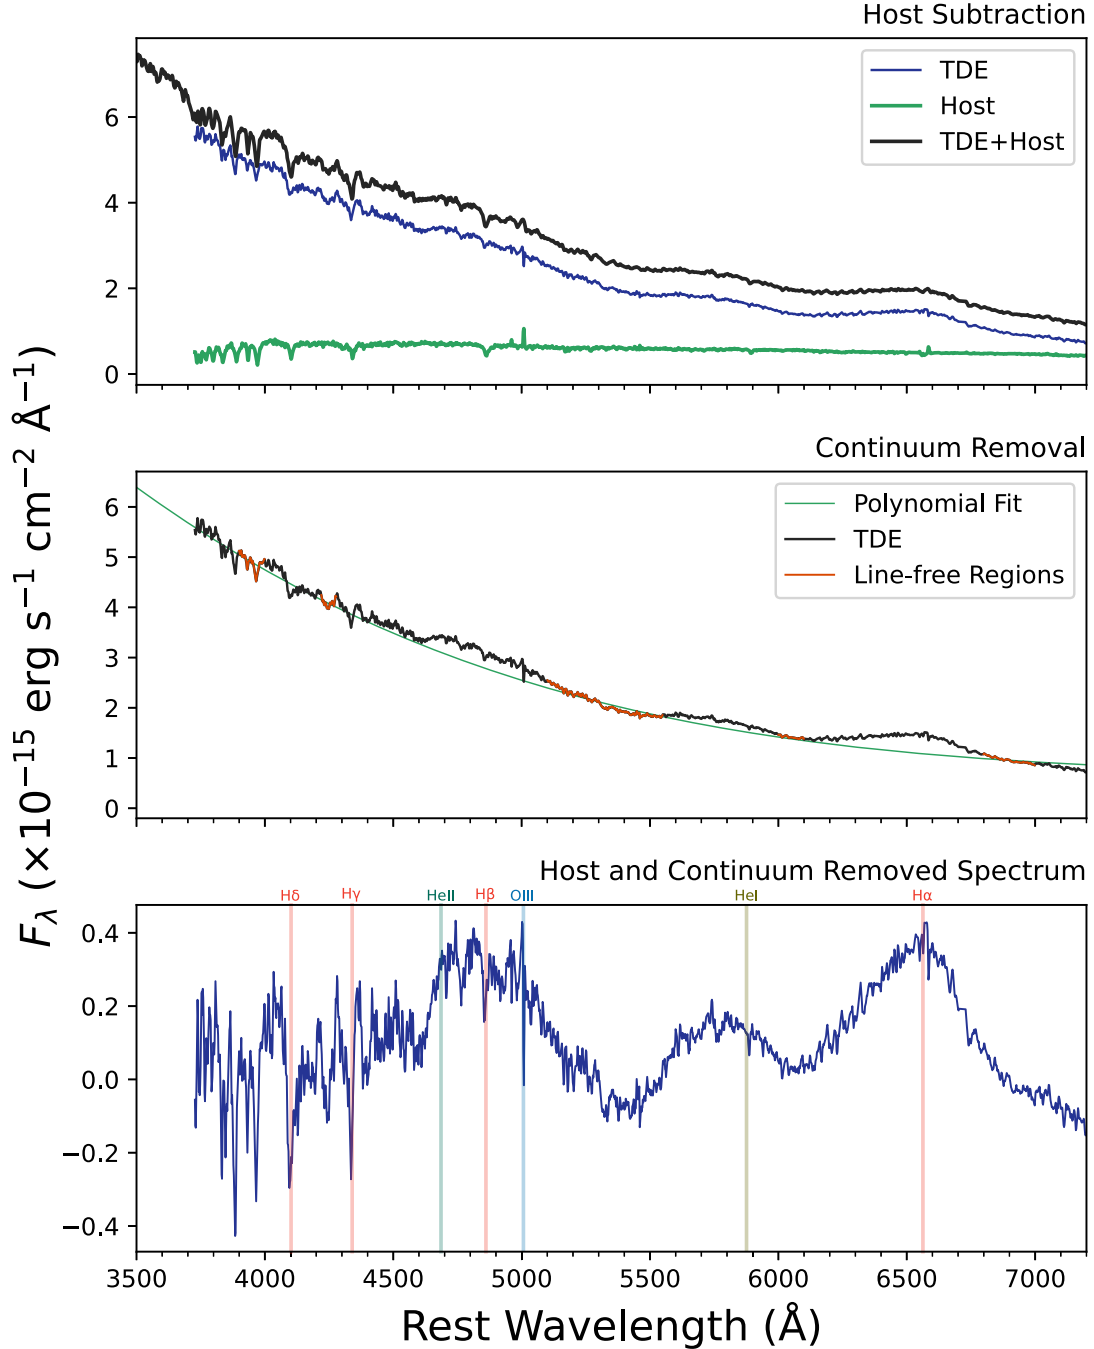 Host Subtraction
TDE
Host
TDE+Host
6
4
2
0
Continuum Removal
Polynomial Fit
TDE
Line-free Regions
6
5
4
3
2
1
0
F_λ (×10⁻¹⁵ erg s⁻¹ cm⁻² Å⁻¹)
Host and Continuum Removed Spectrum
Hδ Hγ HeII Hβ OIII HeI Hα
0.4
0.2
0.0
−0.2
−0.4
3500 4000 4500 5000 5500 6000 6500 7000
Rest Wavelength (Å)